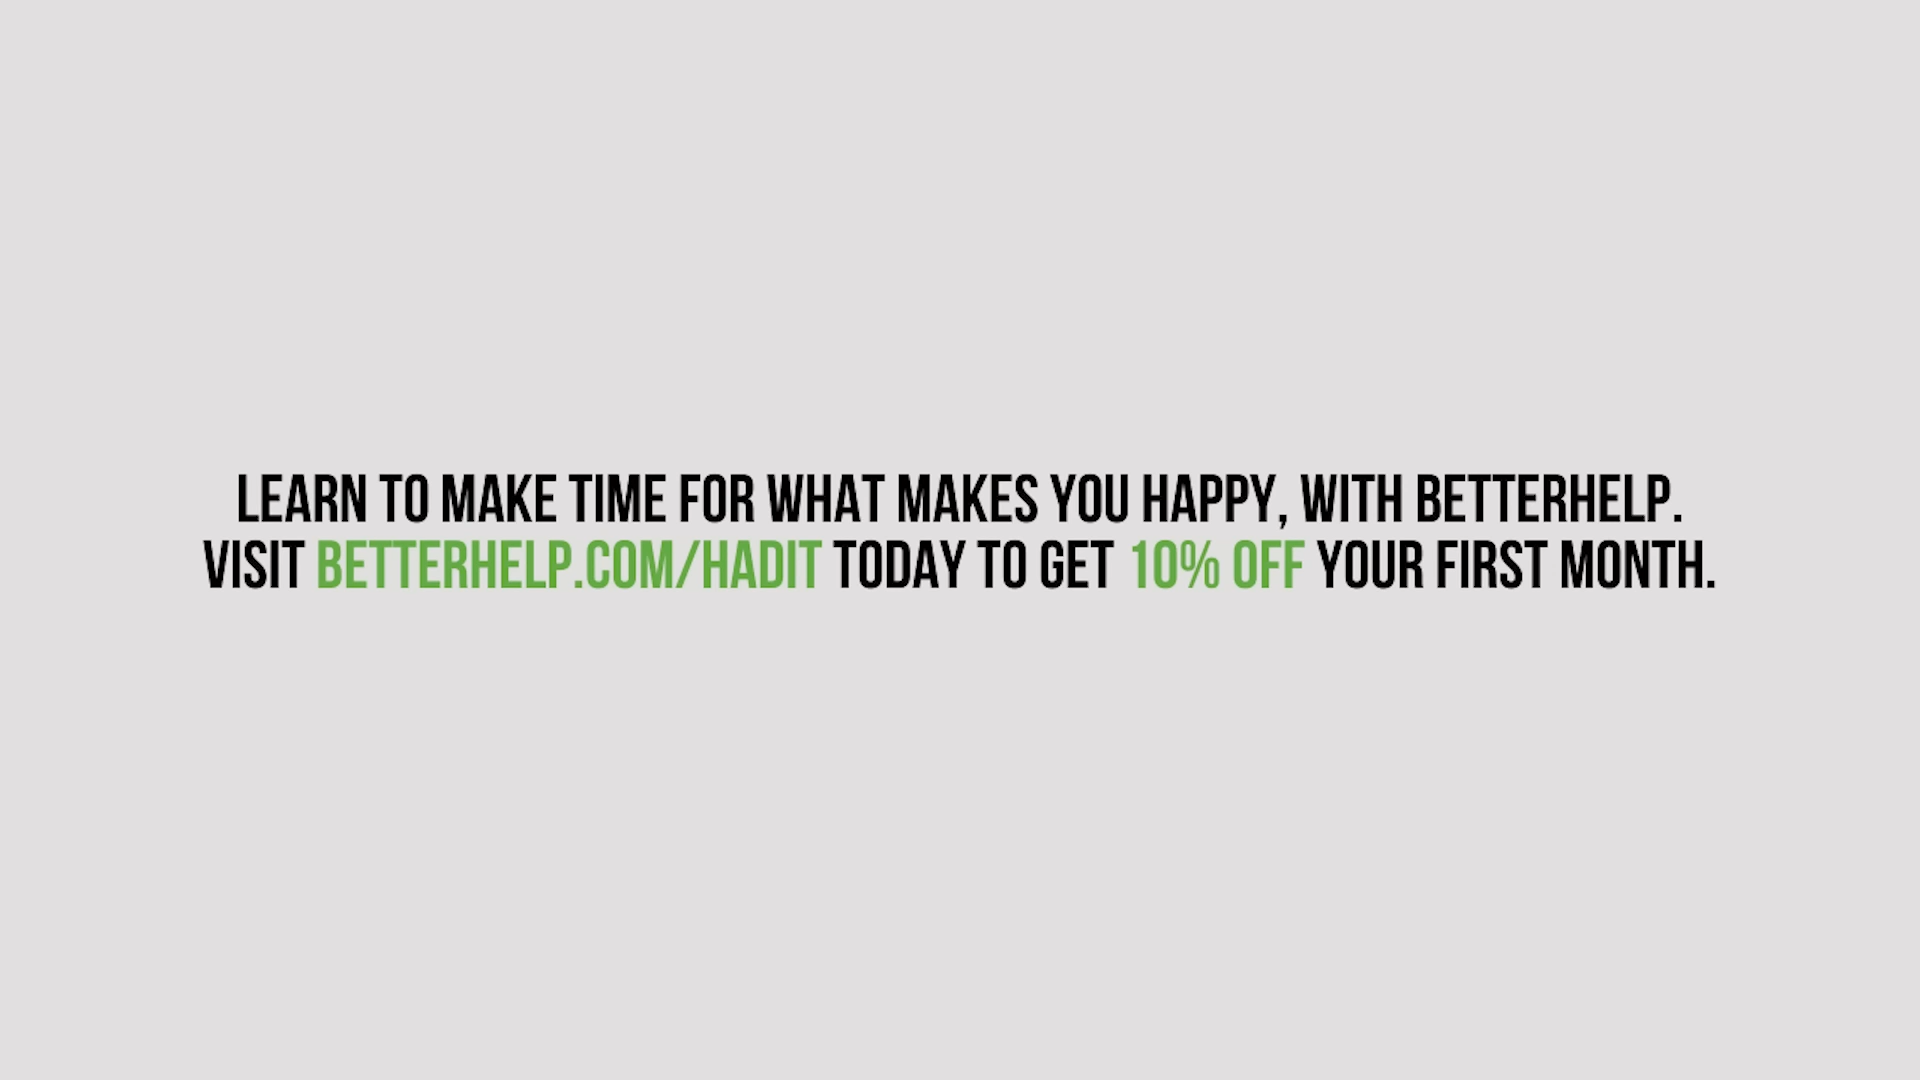 LEARN TO MAKE TIME FOR WHAT MAKES YOU HAPPY, WITH BETTERHELP.
VISIT BETTERHELP.COM/HADIT TODAY TO GET 10% OFF YOUR FIRST MONTH.